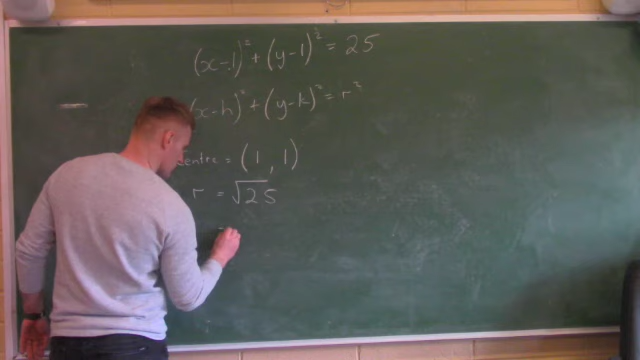 (x-1)² + (y-1)² = 25
(x-h)² + (y-k)² = r²
centre = (1, 1)
r = √25
=